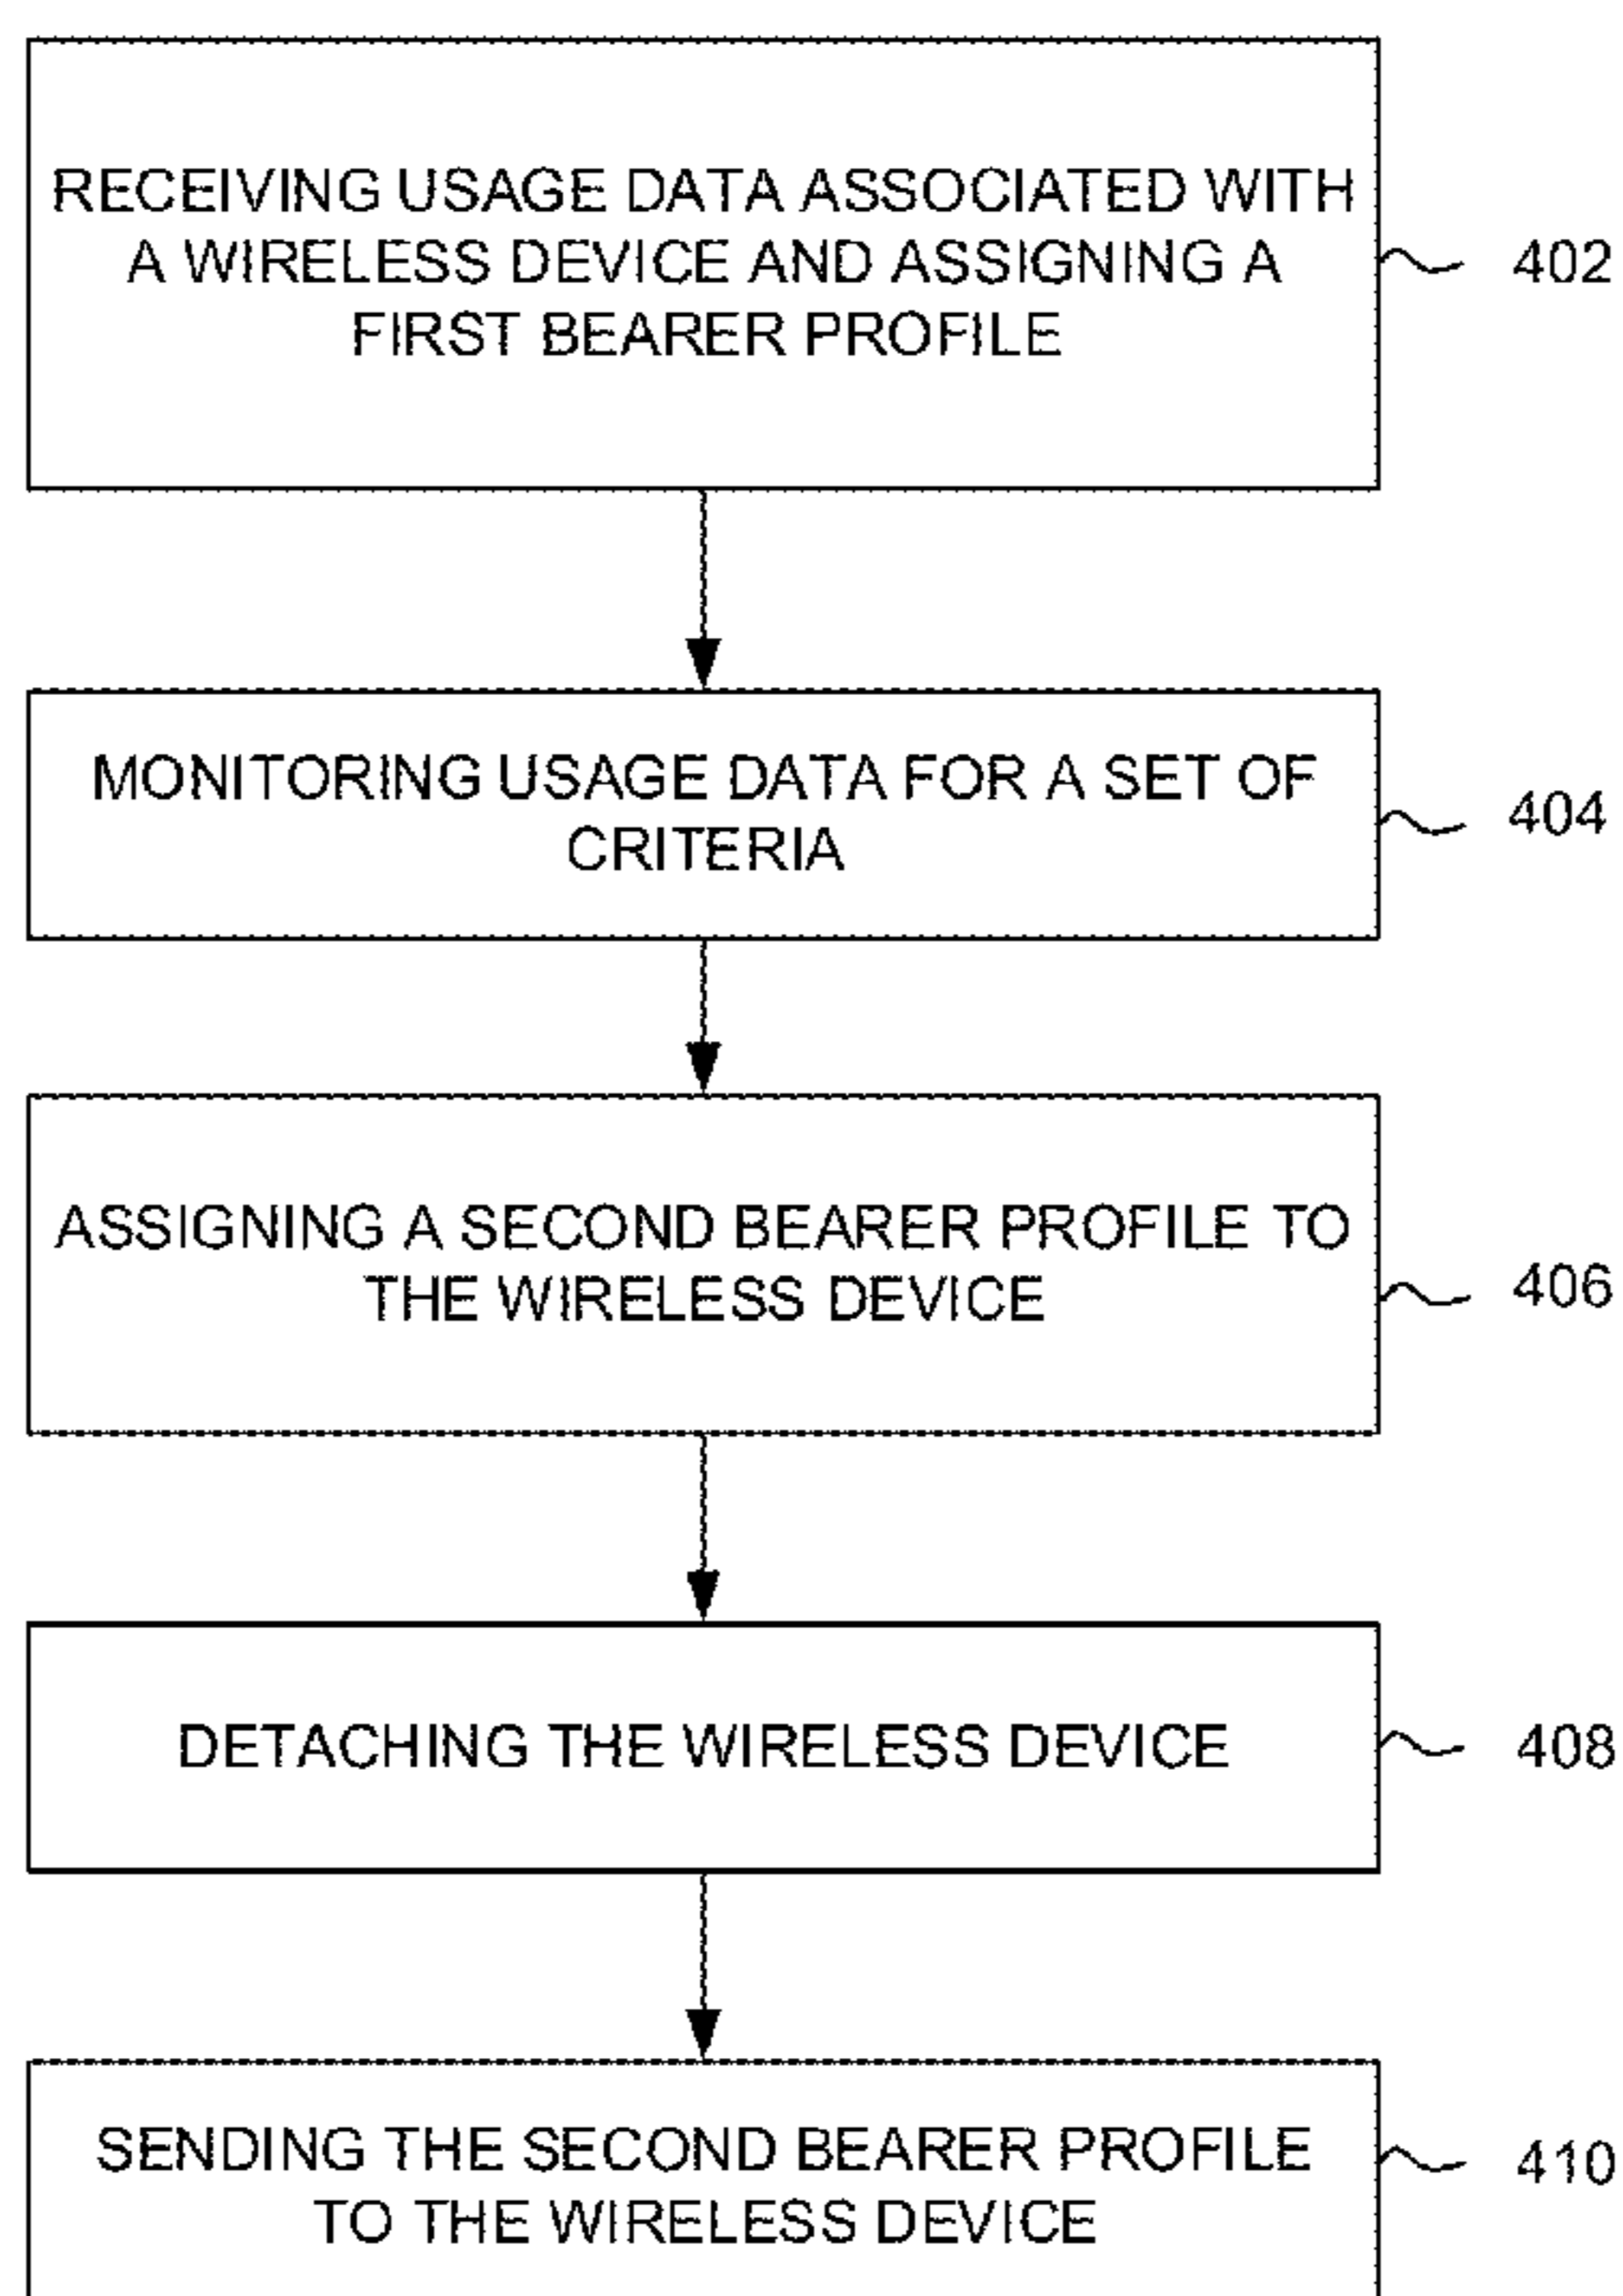 RECEIVING USAGE DATA ASSOCIATED WITH
A WIRELESS DEVICE AND ASSIGNING A
FIRST BEARER PROFILE
402
MONITORING USAGE DATA FOR A SET OF
CRITERIA
404
ASSIGNING A SECOND BEARER PROFILE TO
THE WIRELESS DEVICE
406
DETACHING THE WIRELESS DEVICE
408
SENDING THE SECOND BEARER PROFILE
TO THE WIRELESS DEVICE
410